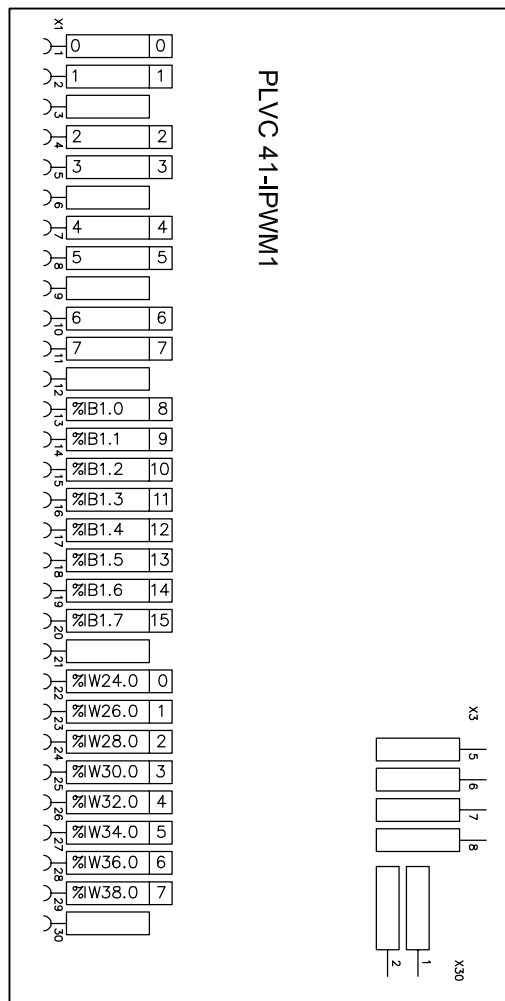 PLVC 41-IPWM1
X1
1 0 0
2 1 1
3
4 2 2
5 3 3
6
7 4 4
8 5 5
9
10 6 6
11 7 7
12
13 %IB1.0 8
14 %IB1.1 9
15 %IB1.2 10
16 %IB1.3 11
17 %IB1.4 12
18 %IB1.5 13
19 %IB1.6 14
20 %IB1.7 15
21
22 %IW24.0 0
23 %IW26.0 1
24 %IW28.0 2
25 %IW30.0 3
26 %IW32.0 4
27 %IW34.0 5
28 %IW36.0 6
29 %IW38.0 7
30
X3
5
6
7
8
2 1
X30